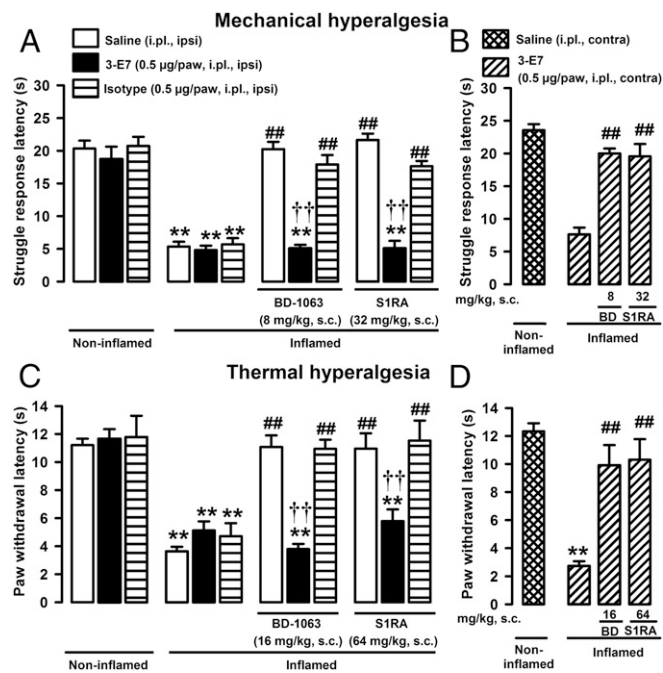 Mechanical hyperalgesia
A
Saline (i.pl., ipsi)
3-E7 (0.5 µg/paw, i.pl., ipsi)
Isotype (0.5 µg/paw, i.pl., ipsi)
Struggle response latency (s)
30
25
20
15
10
5
0
** ** **
## ##
††
**
## ##
††
**
BD-1063
(8 mg/kg, s.c.)
S1RA
(32 mg/kg, s.c.)
Non-inflamed
Inflamed
B
Saline (i.pl., contra)
3-E7
(0.5 µg/paw, i.pl., contra)
Struggle response latency (s)
30
25
20
15
10
5
0
## ##
mg/kg, s.c.
8 32
BD S1RA
Non-
inflamed
Inflamed
Thermal hyperalgesia
C
Paw withdrawal latency (s)
14
12
10
8
6
4
2
0
** ** **
## ##
††
**
## ##
††
**
BD-1063
(16 mg/kg, s.c.)
S1RA
(64 mg/kg, s.c.)
Non-inflamed
Inflamed
D
Paw withdrawal latency (s)
14
12
10
8
6
4
2
0
**
## ##
mg/kg, s.c.
16 64
BD S1RA
Non-
inflamed
Inflamed